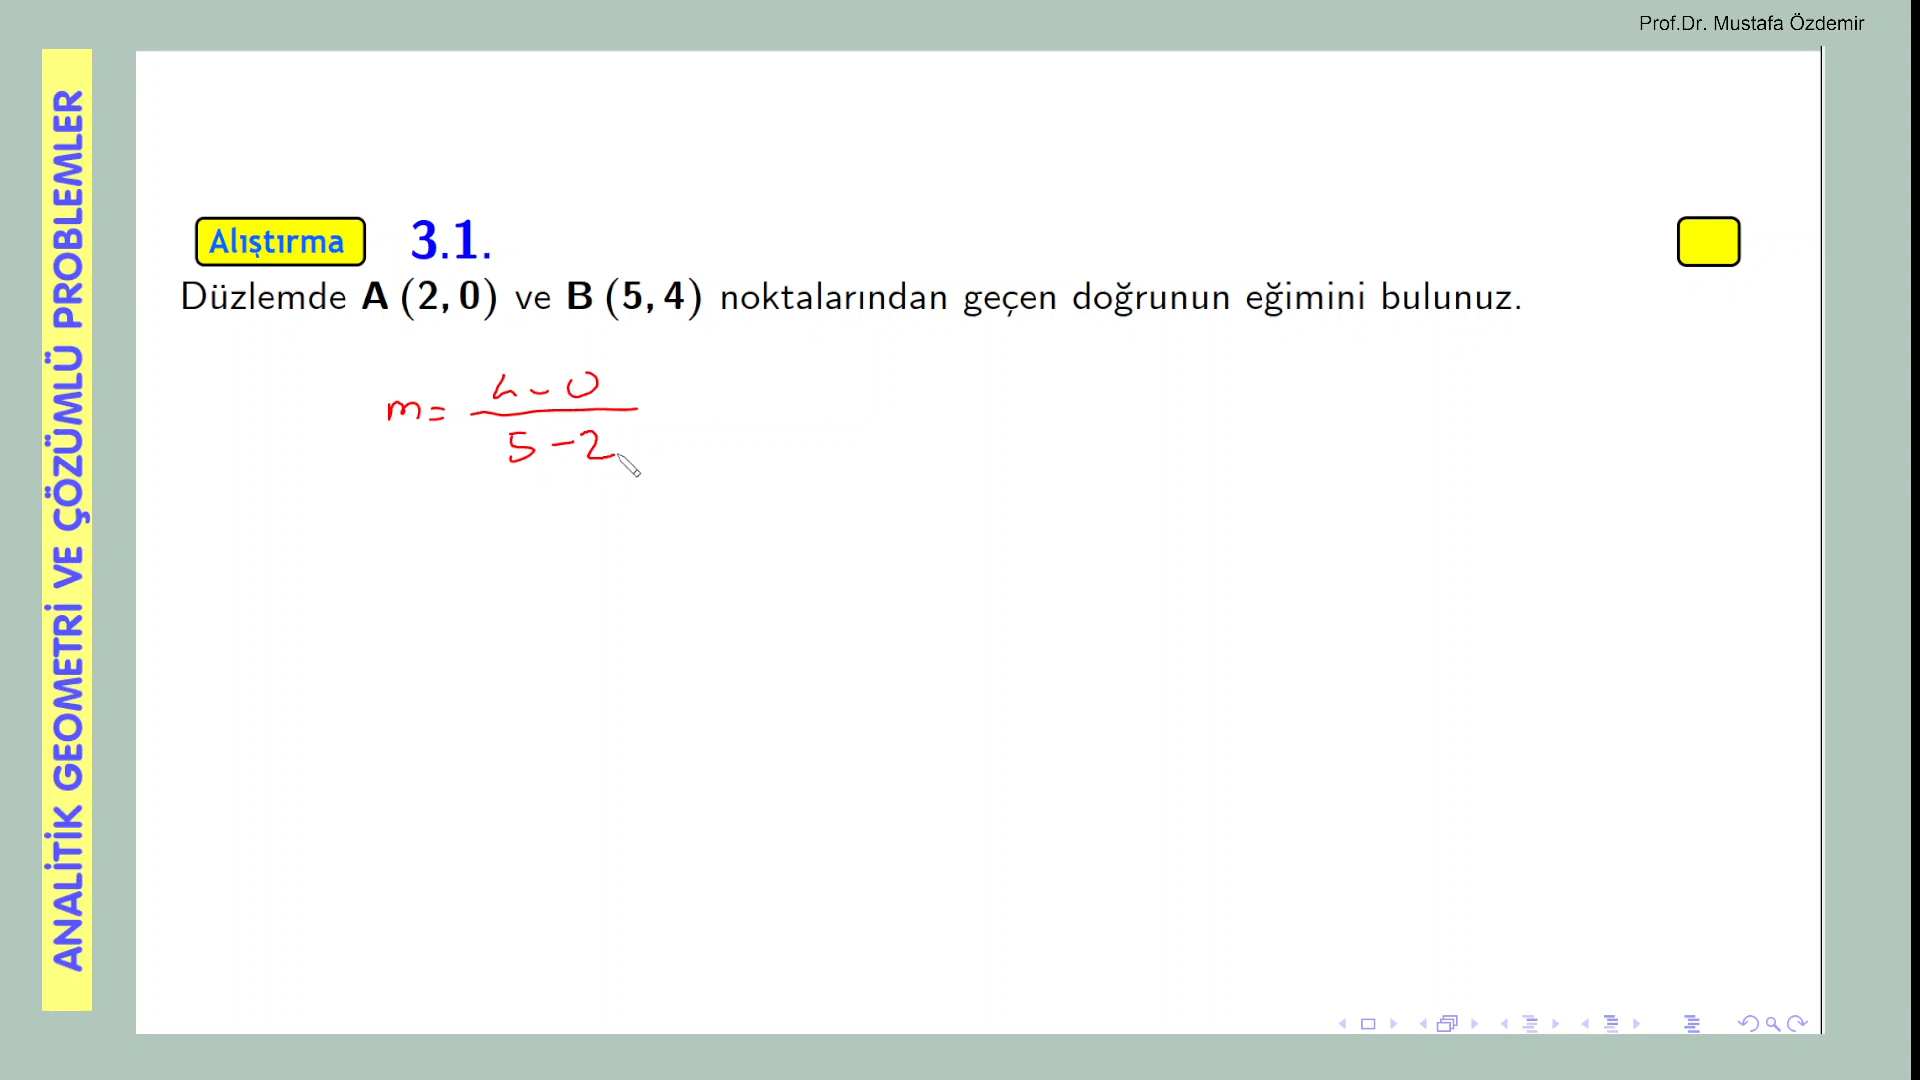 Prof.Dr. Mustafa Özdemir
ANALİTİK GEOMETRİ VE ÇÖZÜMLÜ PROBLEMLER
Alıştırma 3.1.
Düzlemde A (2, 0) ve B (5, 4) noktalarından geçen doğrunun eğimini bulunuz.
m = 4 - 0
5 - 2